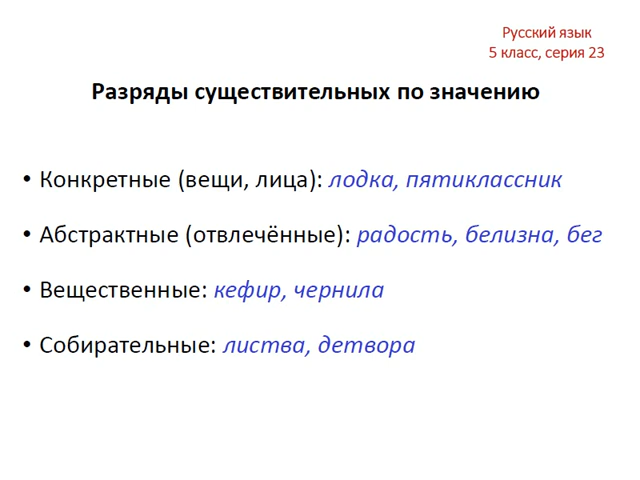 Русский язык
5 класс, серия 23
Разряды существительных по значению
• Конкретные (вещи, лица): лодка, пятиклассник
• Абстрактные (отвлечённые): радость, белизна, бег
• Вещественные: кефир, чернила
• Собирательные: листва, детвора